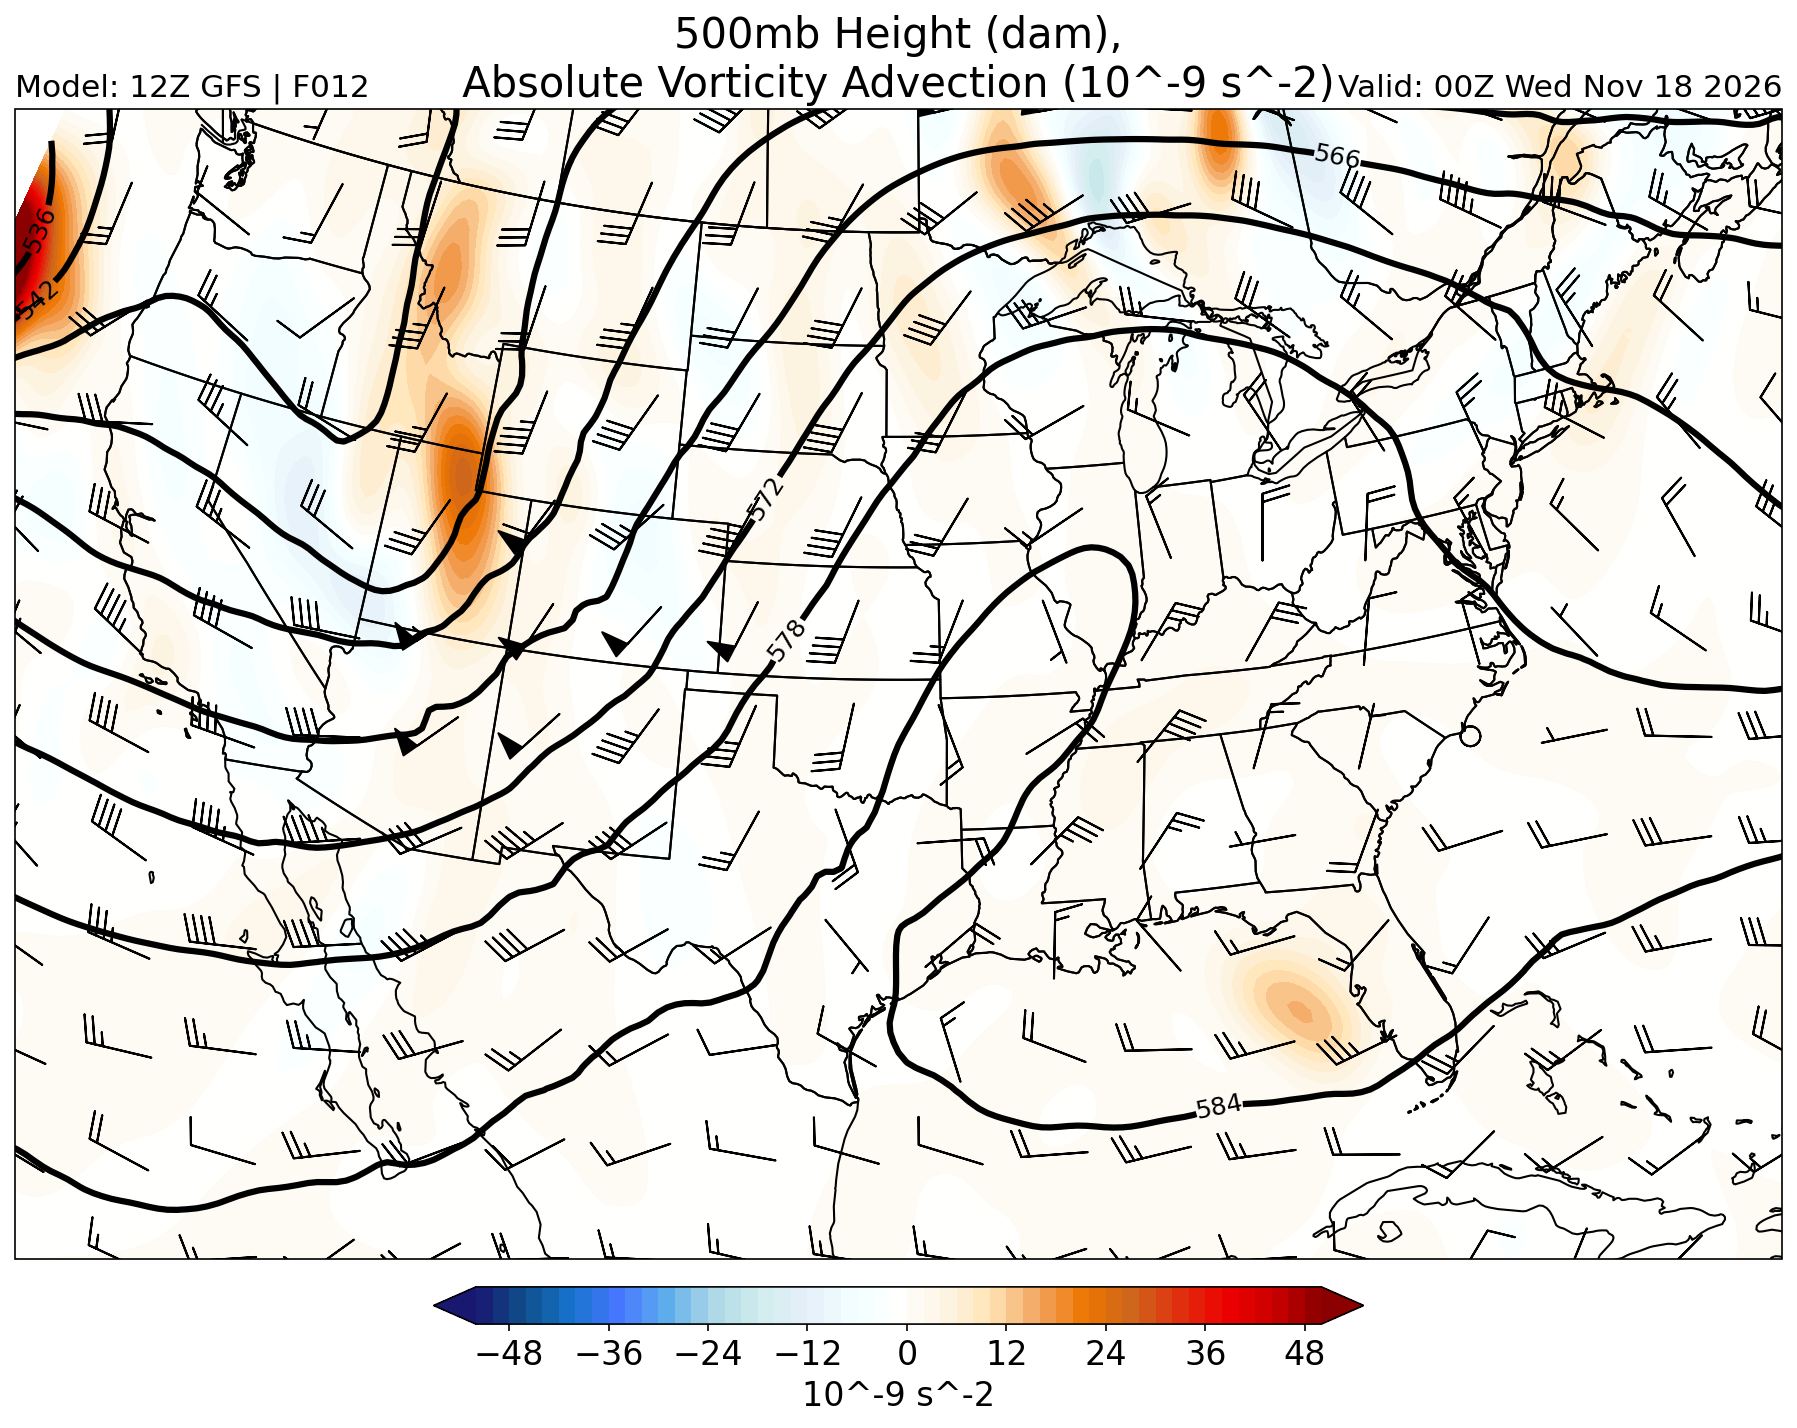 500mb Height (dam),
Model: 12Z GFS | F012
Absolute Vorticity Advection (10^-9 s^-2)
Valid: 00Z Wed Nov 18 2026
566
536
542
572
578
584
−48 −36 −24 −12 0 12 24 36 48
10^-9 s^-2